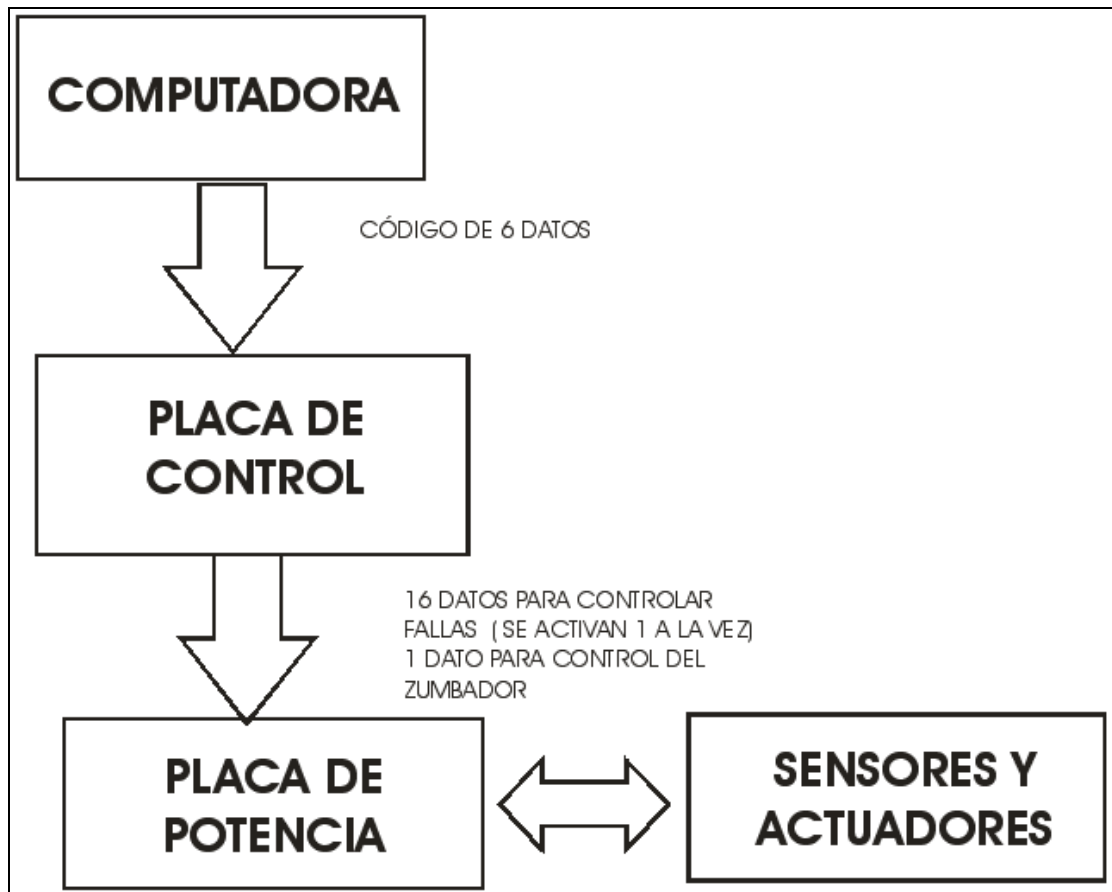 COMPUTADORA
CÓDIGO DE 6 DATOS
PLACA DE
CONTROL
16 DATOS PARA CONTROLAR
FALLAS ( SE ACTIVAN 1 A LA VEZ)
1 DATO PARA CONTROL DEL
ZUMBADOR
PLACA DE
POTENCIA
SENSORES Y
ACTUADORES